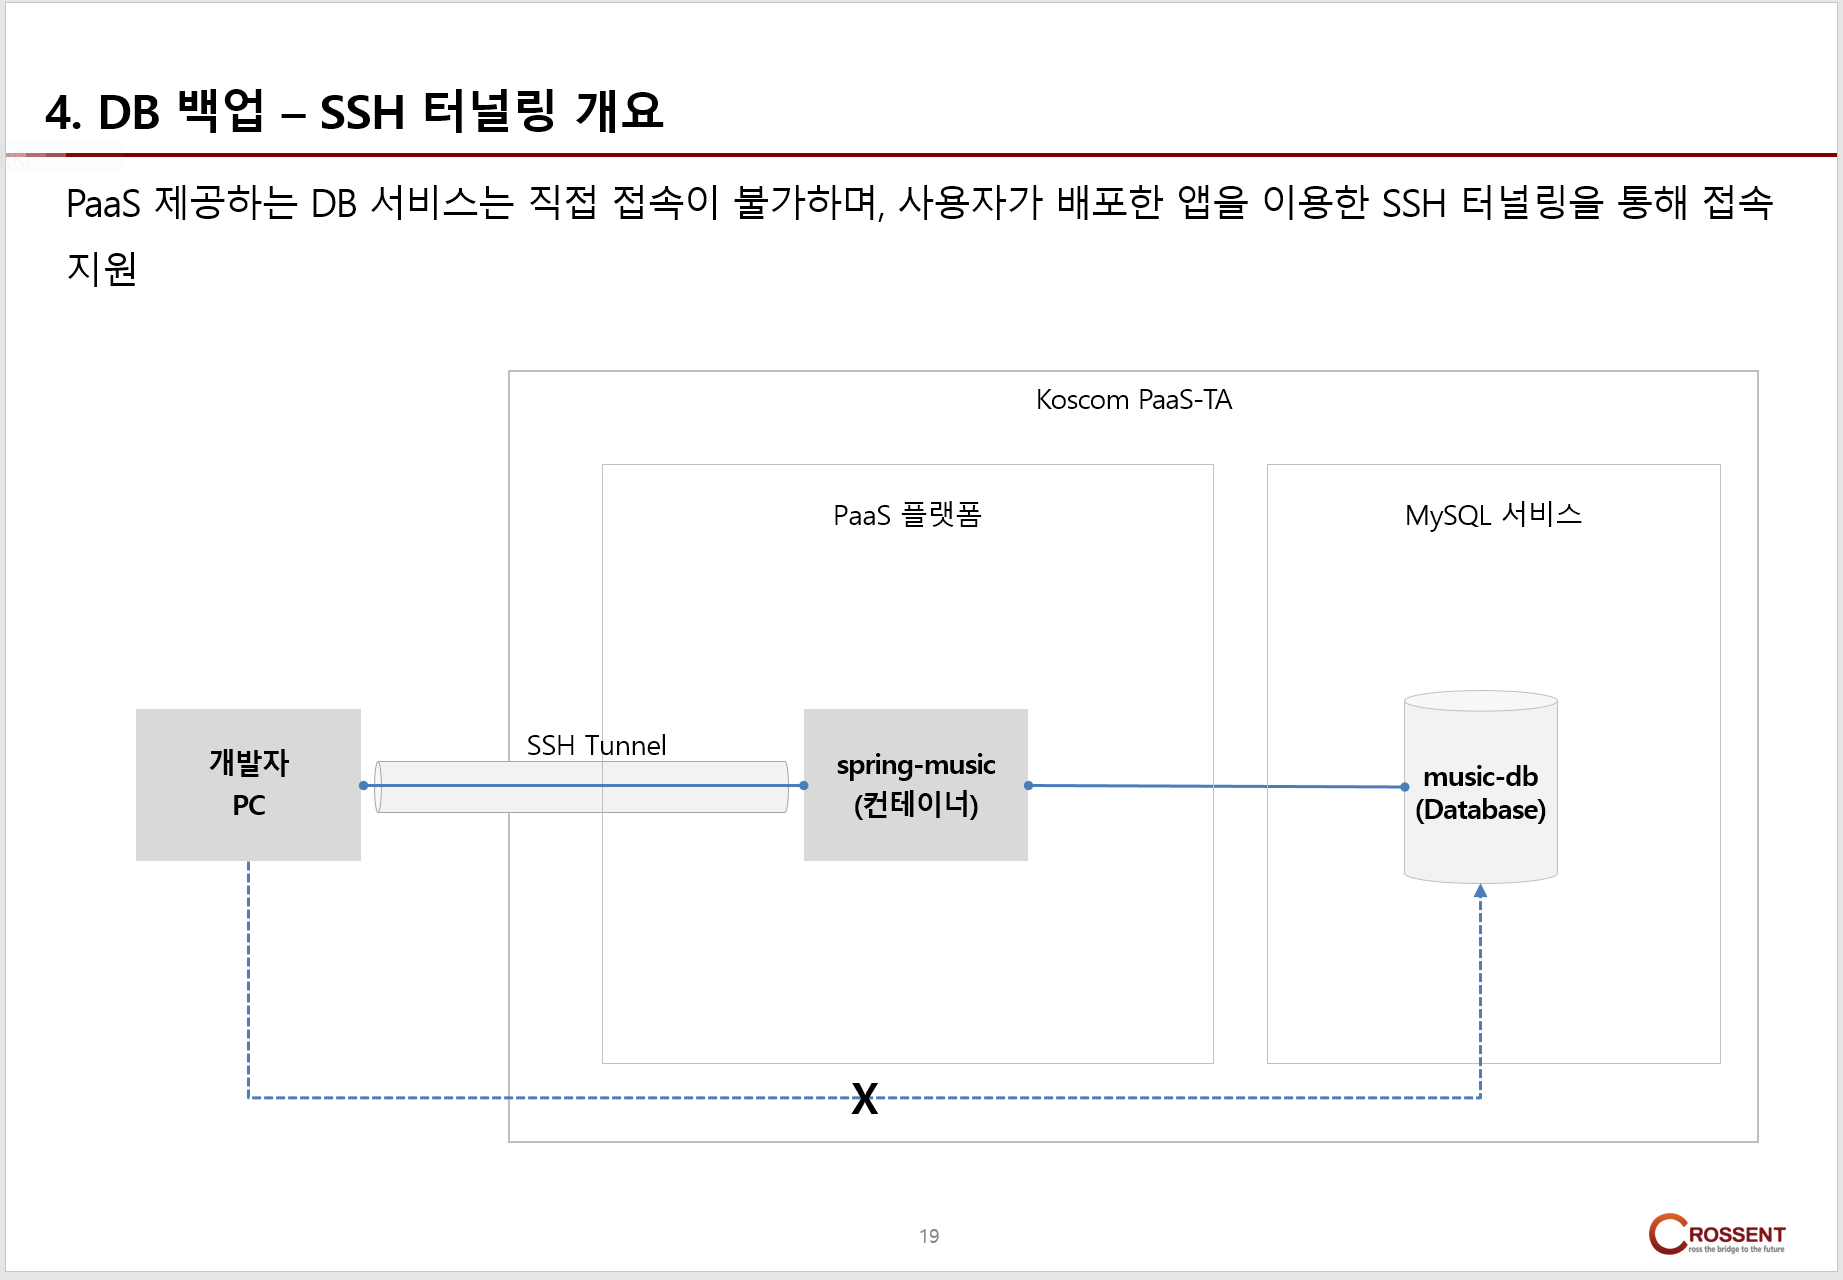 4. DB 백업 – SSH 터널링 개요
PaaS 제공하는 DB 서비스는 직접 접속이 불가하며, 사용자가 배포한 앱을 이용한 SSH 터널링을 통해 접속
지원
Koscom PaaS-TA
PaaS 플랫폼
MySQL 서비스
SSH Tunnel
개발자
PC
spring-music
(컨테이너)
music-db
(Database)
X
19
CROSSENT
ross the bridge to the future